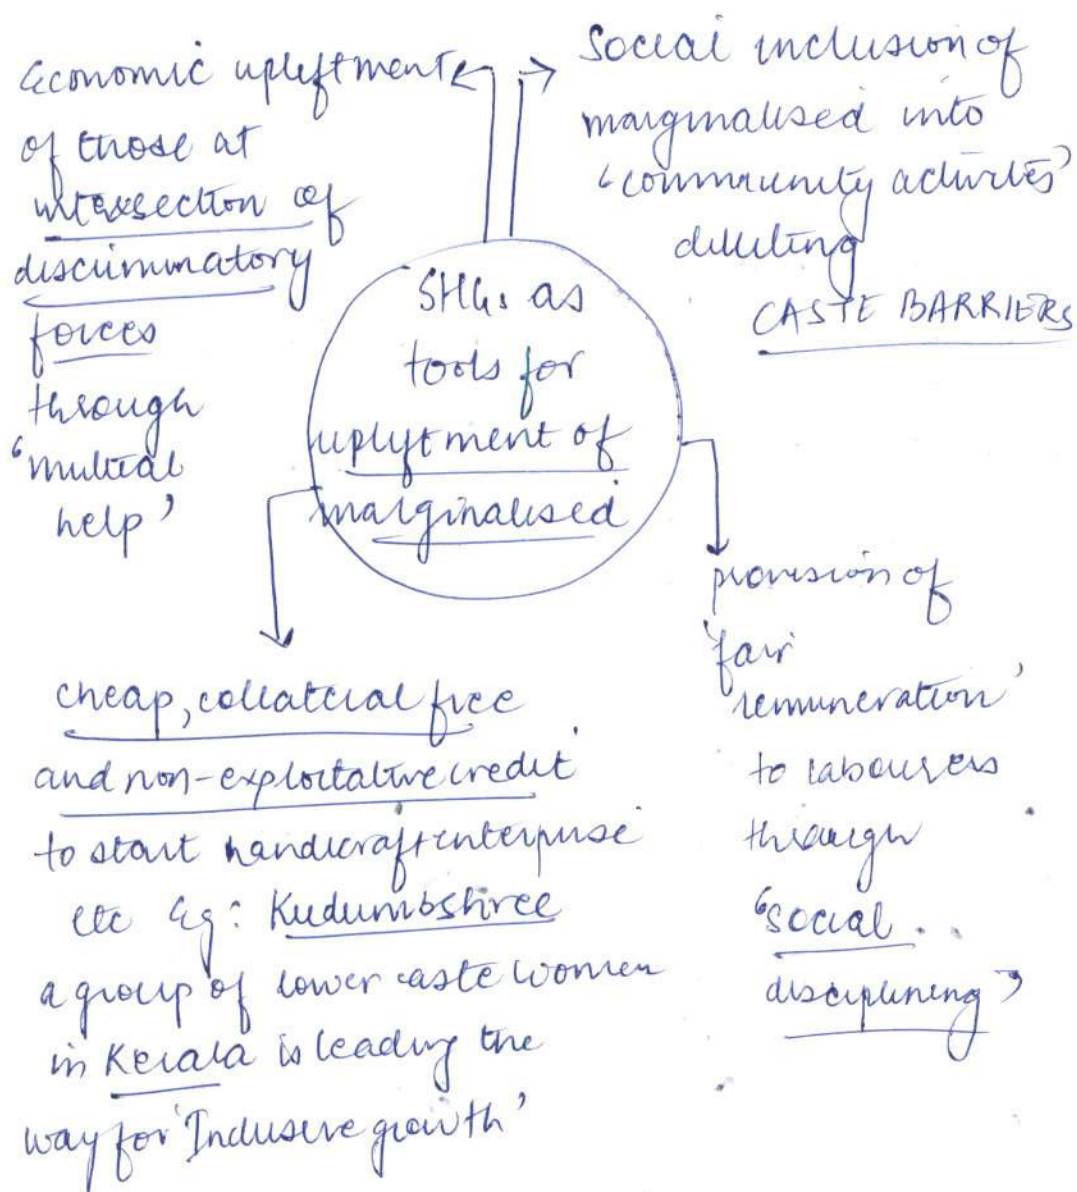 Economic upliftment
of those at
intersection of
discriminatory
forces
through
'mutual
help'
Social inclusion of
marginalised into
'community activities'
diluting
CASTE BARRIERS
SHGs as
tools for
upliftment of
marginalised
cheap, collateral free
and non-exploitative credit
to start handicraft enterprise
etc Eg: Kudumbshree
a group of lower caste women
in Kerala is leading the
way for 'Inclusive growth'
provision of
'fair
remuneration'
to labourers
through
'social
disciplining'